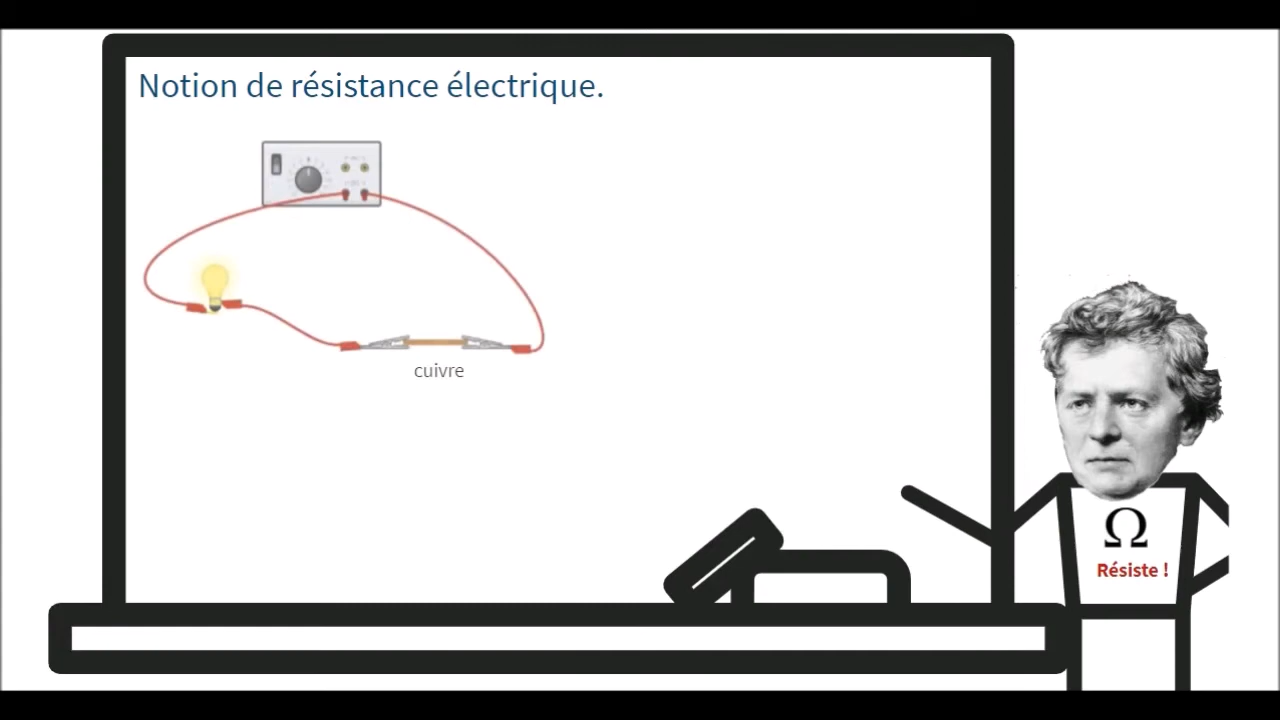 Notion de résistance électrique.
cuivre
Ω
Résiste !